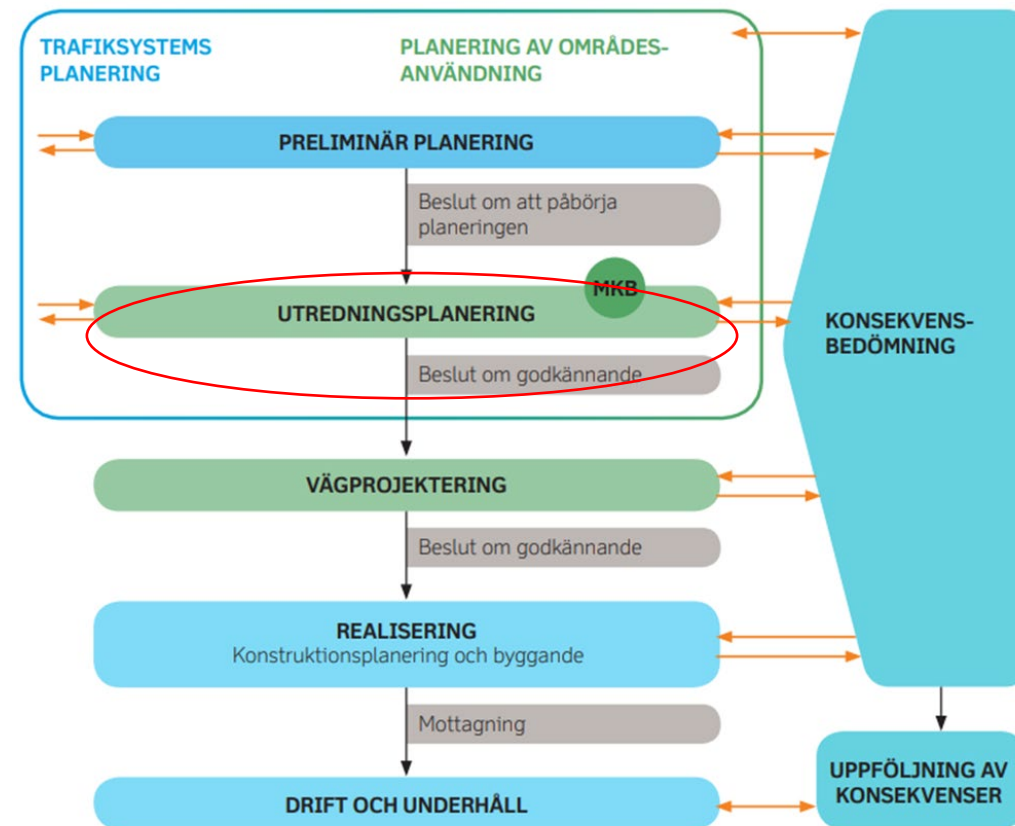 TRAFIKSYSTEMS
PLANERING
PLANERING AV OMRÅDES-
ANVÄNDNING
PRELIMINÄR PLANERING
Beslut om att påbörja
planeringen
MKB
UTREDNINGSPLANERING
Beslut om godkännande
KONSEKVENS-
BEDÖMNING
VÄGPROJEKTERING
Beslut om godkännande
REALISERING
Konstruktionsplanering och byggande
Mottagning
DRIFT OCH UNDERHÅLL
UPPFÖLJNING AV
KONSEKVENSER